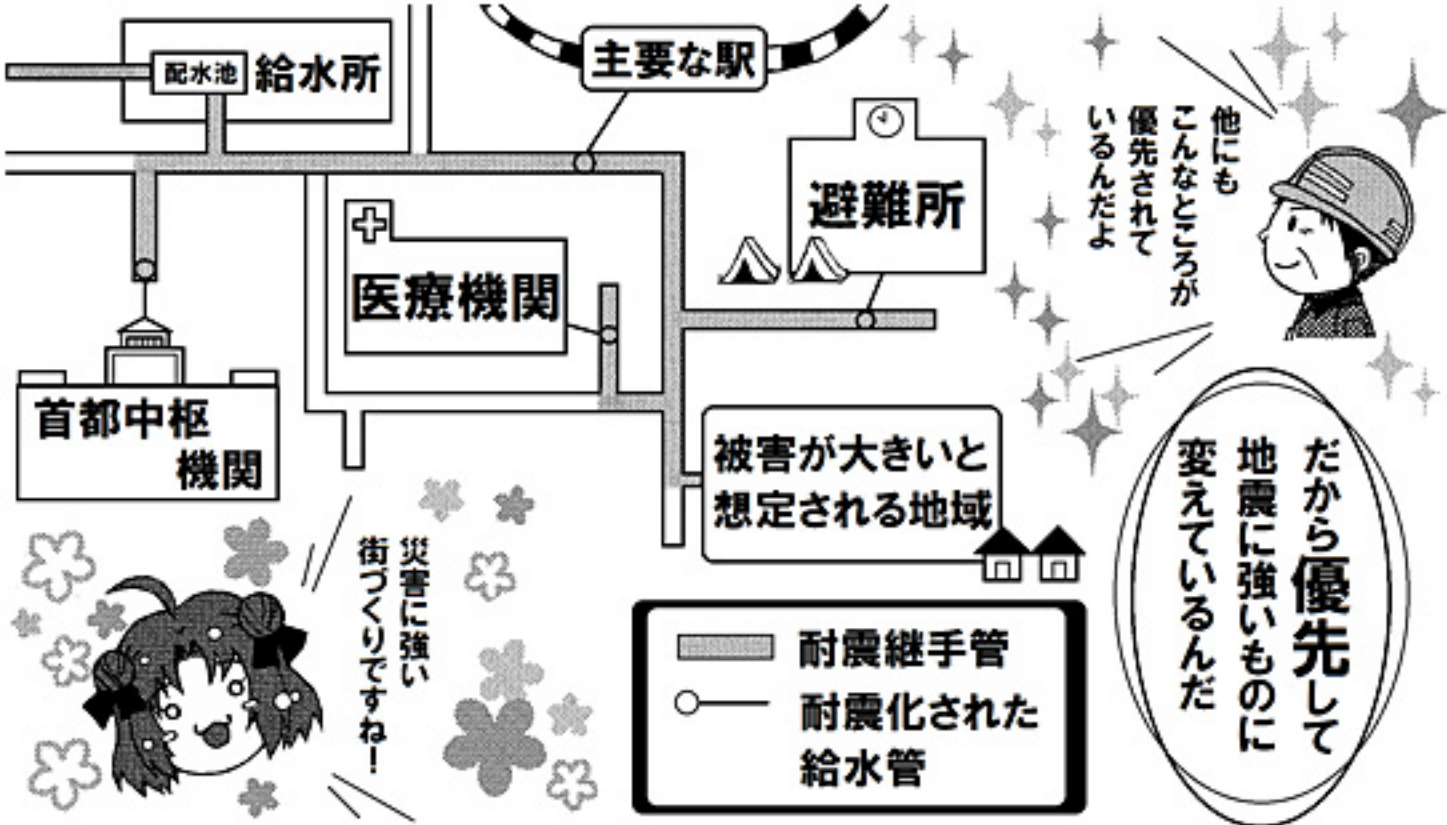 他にも
こんなところが
優先されて
いるんだよ
だから優先して
地震に強いものに
変えているんだ
主要な駅
配水池
給水所
避難所
医療機関
首都中枢
機関
被害が大きいと
想定される地域
耐震継手管
耐震化された
給水管
災害に強い
街づくりですね！